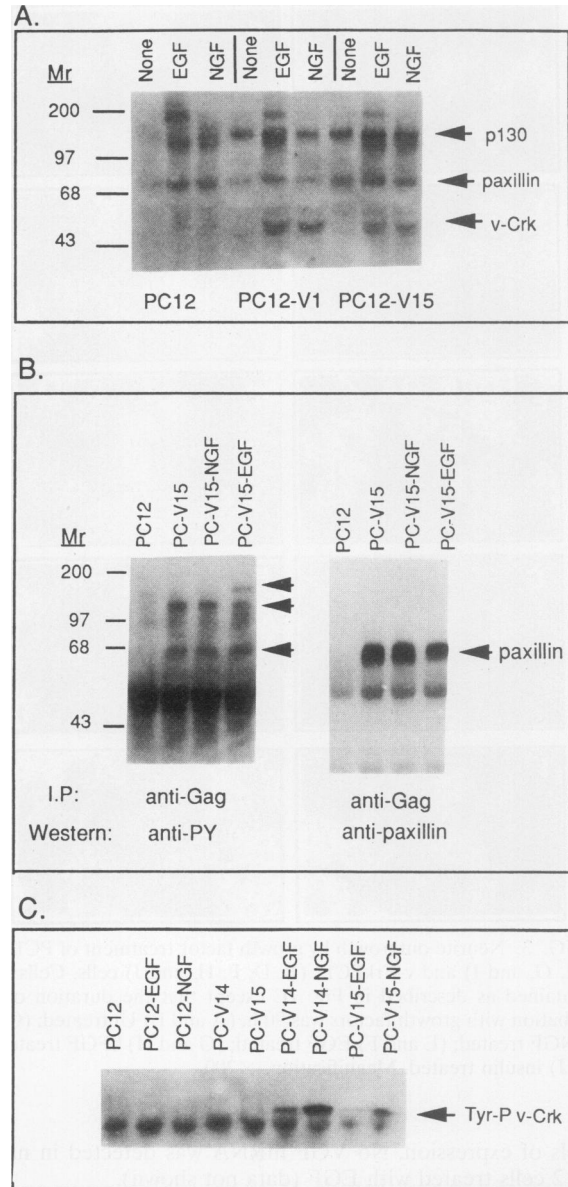 A.
Mr None EGF NGF None EGF NGF None EGF NGF
200
p130
97
paxillin
68
v-Crk
43
PC12 PC12-V1 PC12-V15
B.
Mr PC12 PC-V15 PC-V15-NGF PC-V15-EGF PC12 PC-V15 PC-V15-NGF PC-V15-EGF
200
97
68 paxillin
43
I.P: anti-Gag anti-Gag
Western: anti-PY anti-paxillin
C.
PC12 PC12-EGF PC12-NGF PC-V14 PC-V15 PC-V14-EGF PC-V14-NGF PC-V15-EGF PC-V15-NGF
Tyr-P v-Crk